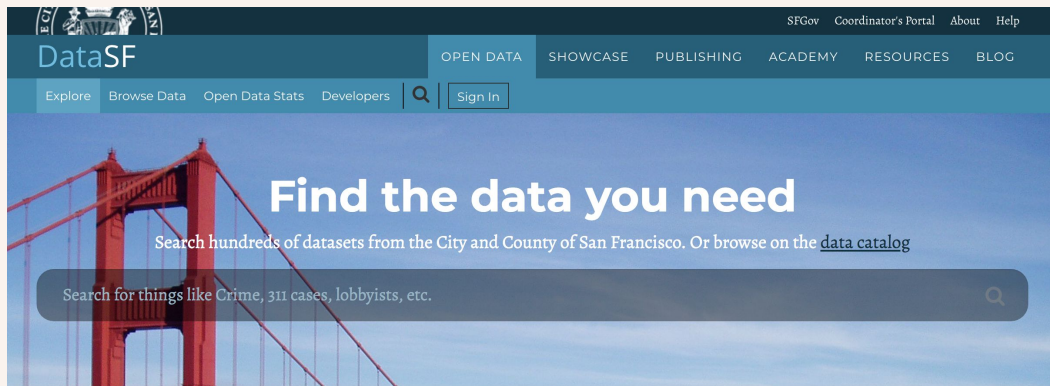 SFGov Coordinator's Portal About Help
DataSF
OPEN DATA SHOWCASE PUBLISHING ACADEMY RESOURCES BLOG
Explore Browse Data Open Data Stats Developers Sign In
Find the data you need
Search hundreds of datasets from the City and County of San Francisco. Or browse on the data catalog
Search for things like Crime, 311 cases, lobbyists, etc.